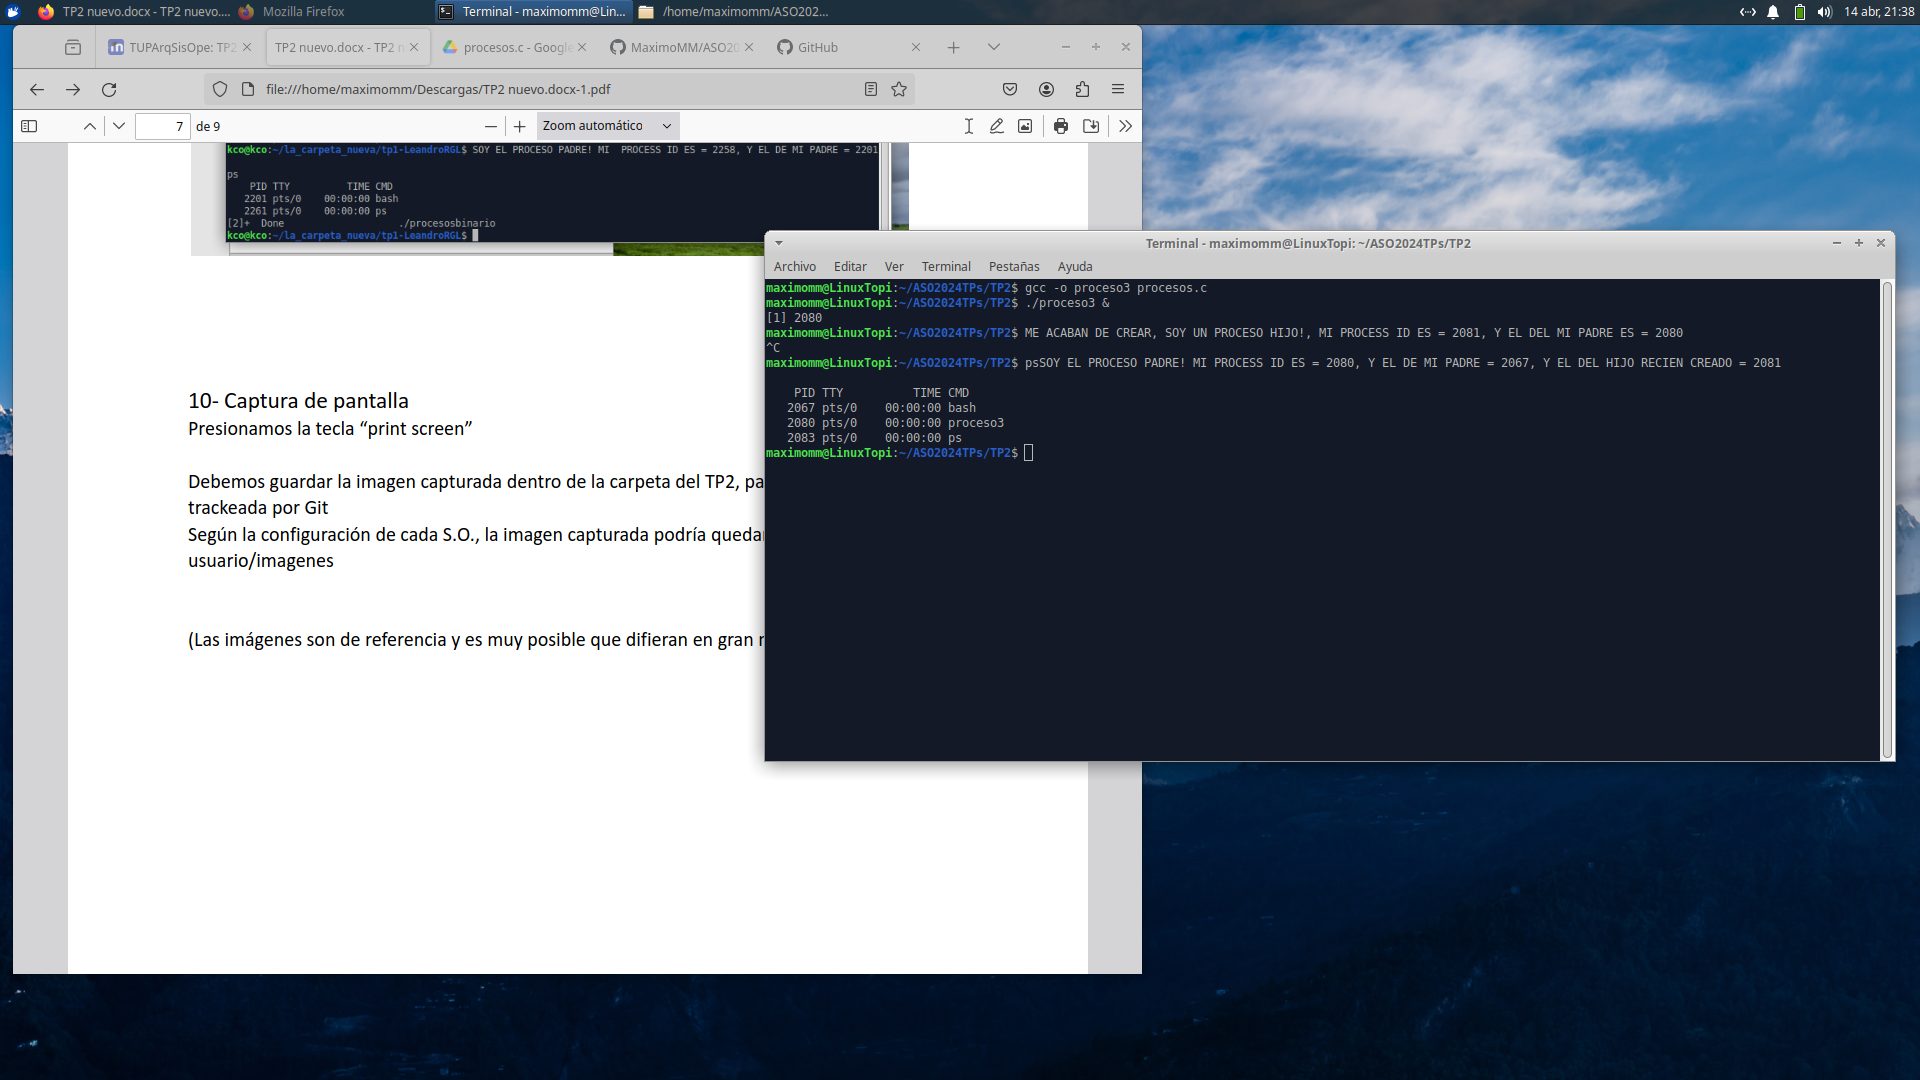 TP2 nuevo.docx - TP2 nuevo....
Mozilla Firefox
Terminal - maximomm@Lin...
/home/maximomm/ASO202...
14 abr, 21:38
TUPArqSisOpe: TP2
TP2 nuevo.docx - TP2 n
procesos.c - Google
MaximoMM/ASO20
GitHub
file:///home/maximomm/Descargas/TP2 nuevo.docx-1.pdf
7 de 9
Zoom automático
kco@kco:~/la_carpeta_nueva/tp1-LeandroRGL$ SOY EL PROCESO PADRE! MI  PROCESS ID ES = 2258, Y EL DE MI PADRE = 2201
ps
PID TTY          TIME CMD
2201 pts/0    00:00:00 bash
2261 pts/0    00:00:00 ps
[2]+  Done                    ./procesosbinario
kco@kco:~/la_carpeta_nueva/tp1-LeandroRGL$
10- Captura de pantalla
Presionamos la tecla “print screen”
Debemos guardar la imagen capturada dentro de la carpeta del TP2, pa
trackeada por Git
Según la configuración de cada S.O., la imagen capturada podría quedar
usuario/imagenes
(Las imágenes son de referencia y es muy posible que difieran en gran
Terminal - maximomm@LinuxTopi: ~/ASO2024TPs/TP2
Archivo Editar Ver Terminal Pestañas Ayuda
maximomm@LinuxTopi:~/ASO2024TPs/TP2$ gcc -o proceso3 procesos.c
maximomm@LinuxTopi:~/ASO2024TPs/TP2$ ./proceso3 &
[1] 2080
maximomm@LinuxTopi:~/ASO2024TPs/TP2$ ME ACABAN DE CREAR, SOY UN PROCESO HIJO!, MI PROCESS ID ES = 2081, Y EL DEL MI PADRE ES = 2080
^C
maximomm@LinuxTopi:~/ASO2024TPs/TP2$ psSOY EL PROCESO PADRE! MI PROCESS ID ES = 2080, Y EL DE MI PADRE = 2067, Y EL DEL HIJO RECIEN CREADO = 2081
PID TTY          TIME CMD
2067 pts/0    00:00:00 bash
2080 pts/0    00:00:00 proceso3
2083 pts/0    00:00:00 ps
maximomm@LinuxTopi:~/ASO2024TPs/TP2$